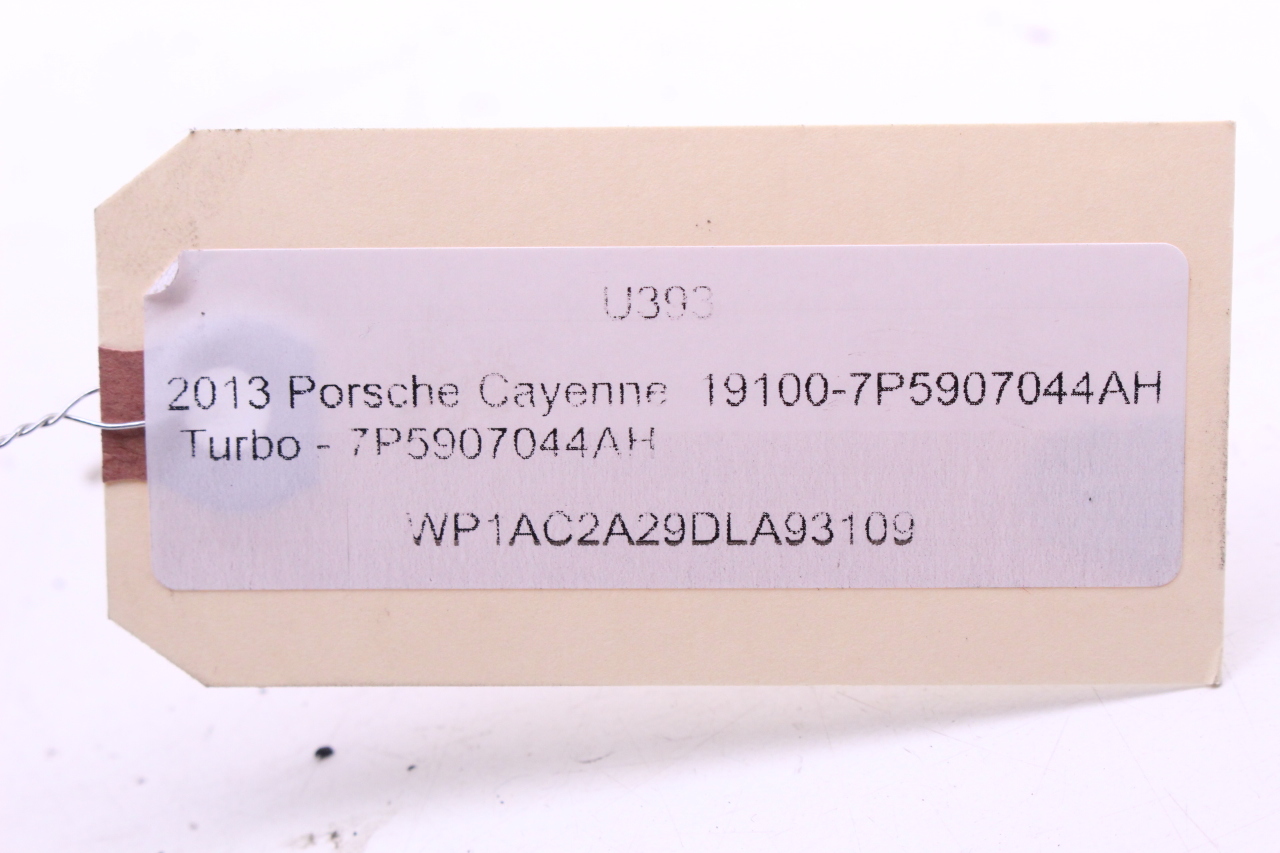 U393
2013 Porsche Cayenne 19100-7P5907044AH
Turbo - 7P5907044AH
WP1AC2A29DLA93109